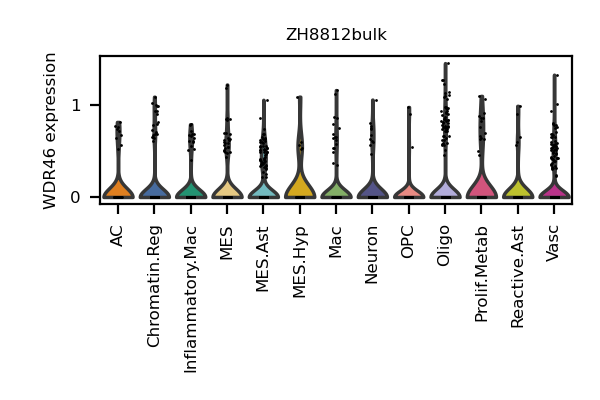 ZH8812bulk
WDR46 expression
1
0
AC
Chromatin.Reg
Inflammatory.Mac
MES
MES.Ast
MES.Hyp
Mac
Neuron
OPC
Oligo
Prolif.Metab
Reactive.Ast
Vasc